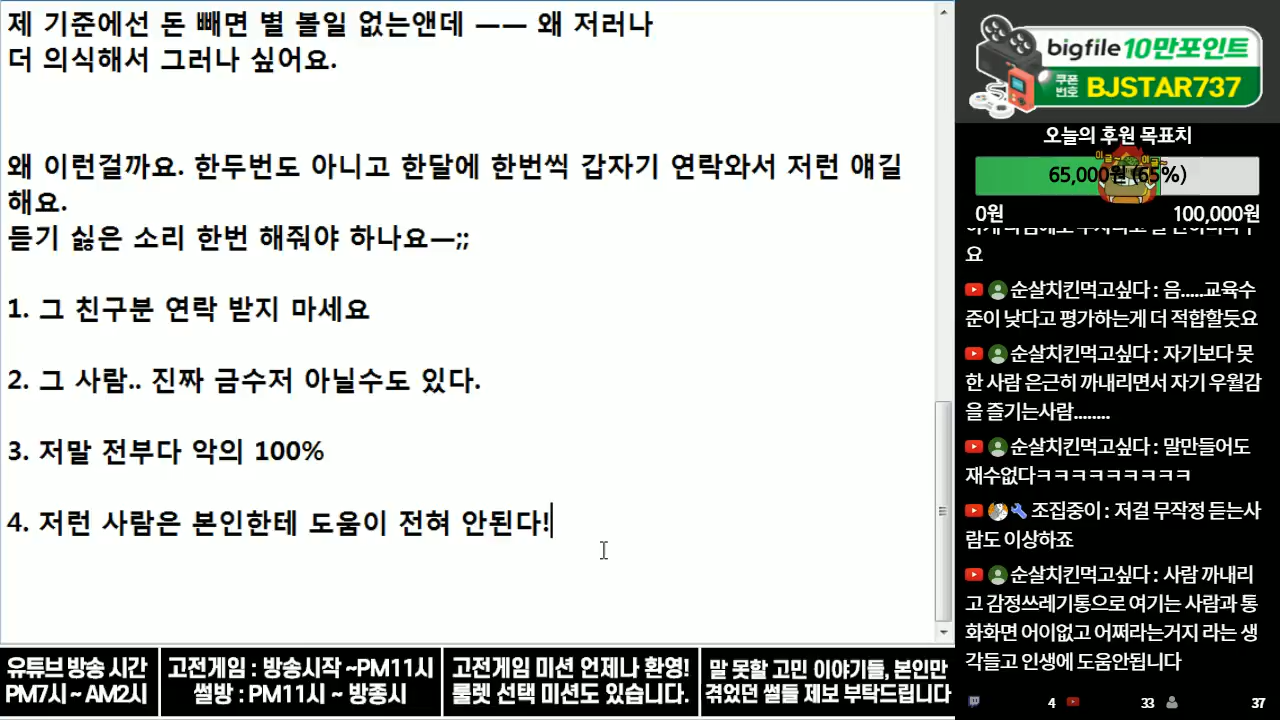 제 기준에선 돈 빼면 별 볼일 없는앤데 ㅡㅡ 왜 저러나
더 의식해서 그러나 싶어요.
왜 이런걸까요. 한두번도 아니고 한달에 한번씩 갑자기 연락와서 저런 얘길
해요.
듣기 싫은 소리 한번 해줘야 하나요ㅡ;;
1. 그 친구분 연락 받지 마세요
2. 그 사람.. 진짜 금수저 아닐수도 있다.
3. 저말 전부다 악의 100%
4. 저런 사람은 본인한테 도움이 전혀 안된다!
bigfile 10만포인트
쿠폰번호 BJSTAR737
오늘의 후원 목표치
65,000원 (65%)
0원 100,000원
요
순살치킨먹고싶다 : 음.....교육수
준이 낮다고 평가하는게 더 적합할듯요
순살치킨먹고싶다 : 자기보다 못
한 사람 은근히 까내리면서 자기 우월감
을 즐기는사람........
순살치킨먹고싶다 : 말만들어도
재수없다ㅋㅋㅋㅋㅋㅋㅋㅋㅋ
조집중이 : 저걸 무작정 듣는사
람도 이상하죠
순살치킨먹고싶다 : 사람 까내리
고 감정쓰레기통으로 여기는 사람과 통
화화면 어이없고 어쩌라는거지 라는 생
각들고 인생에 도움안됩니다
4 33 37
유튜브 방송 시간
PM7시 ~ AM2시
고전게임 : 방송시작 ~PM11시
썰방 : PM11시 ~ 방종시
고전게임 미션 언제나 환영!
룰렛 선택 미션도 있습니다.
말 못할 고민 이야기들, 본인만
겪었던 썰들 제보 부탁드립니다